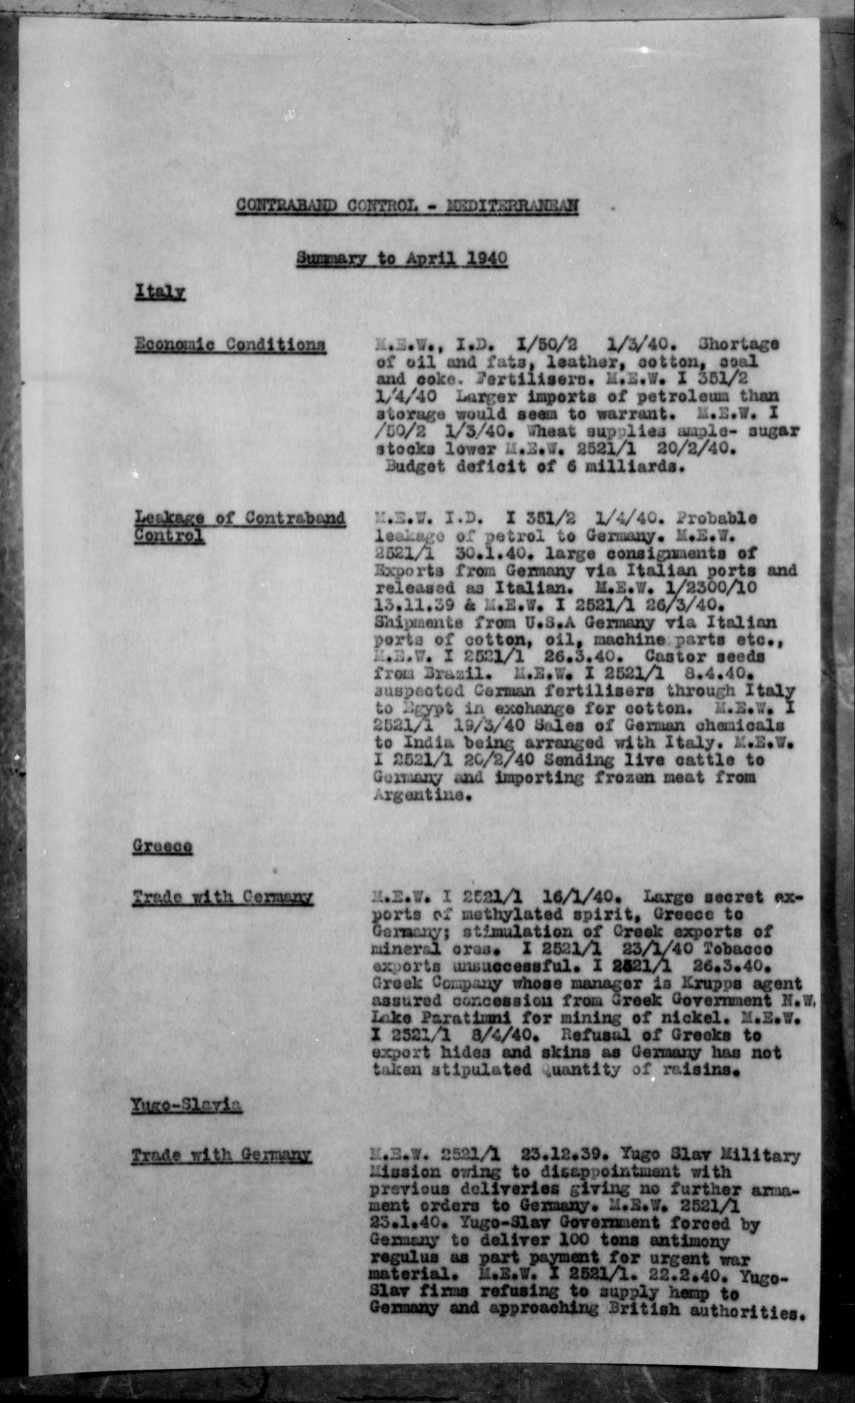 CONTRABAND CONTROL - MEDITERRANEAN
Summary to April 1940
Italy
Economic Conditions
M.E.W., I.D. I/50/2 1/3/40. Shortage
of oil and fats, leather, cotton, coal
and coke. Fertilisers. M.E.W. I 351/2
1/4/40 Larger imports of petroleum than
storage would seem to warrant. M.E.W. I
/50/2 1/3/40. Wheat supplies ample- sugar
stocks lower M.E.W. 2521/1 20/2/40.
Budget deficit of 6 milliards.
Leakage of Contraband
Control
M.E.W. I.D. I 351/2 1/4/40. Probable
leakage of petrol to Germany. M.E.W.
2521/1 30.1.40. large consignments of
Exports from Germany via Italian ports and
released as Italian. M.E.W. 1/2300/10
13.11.39 & M.E.W. I 2521/1 26/3/40.
Shipments from U.S.A Germany via Italian
ports of cotton, oil, machine parts etc.,
M.E.W. I 2521/1 26.3.40. Castor seeds
from Brazil. M.E.W. I 2521/1 8.4.40.
suspected German fertilisers through Italy
to Egypt in exchange for cotton. M.E.W. I
2521/1 19/3/40 Sales of German chemicals
to India being arranged with Italy. M.E.W.
I 2521/1 20/2/40 Sending live cattle to
Germany and importing frozen meat from
Argentine.
Greece
Trade with Germany
M.E.W. I 2521/1 16/1/40. Large secret ex-
ports of methylated spirit, Greece to
Germany; stimulation of Greek exports of
mineral ores. I 2521/1 23/1/40 Tobacco
exports unsuccessful. I 2521/1 26.3.40.
Greek Company whose manager is Krupps agent
assured concession from Greek Government N.W.
Lake Paratimni for mining of nickel. M.E.W.
I 2521/1 8/4/40. Refusal of Greeks to
export hides and skins as Germany has not
taken stipulated quantity of raisins.
Yugo-Slavia
Trade with Germany
M.E.W. 2521/1 23.12.39. Yugo Slav Military
Mission owing to disappointment with
previous deliveries giving no further arma-
ment orders to Germany. M.E.W. 2521/1
23.1.40. Yugo-Slav Government forced by
Germany to deliver 100 tons antimony
regulus as part payment for urgent war
material. M.E.W. I 2521/1. 22.2.40. Yugo-
Slav firms refusing to supply hemp to
Germany and approaching British authorities.